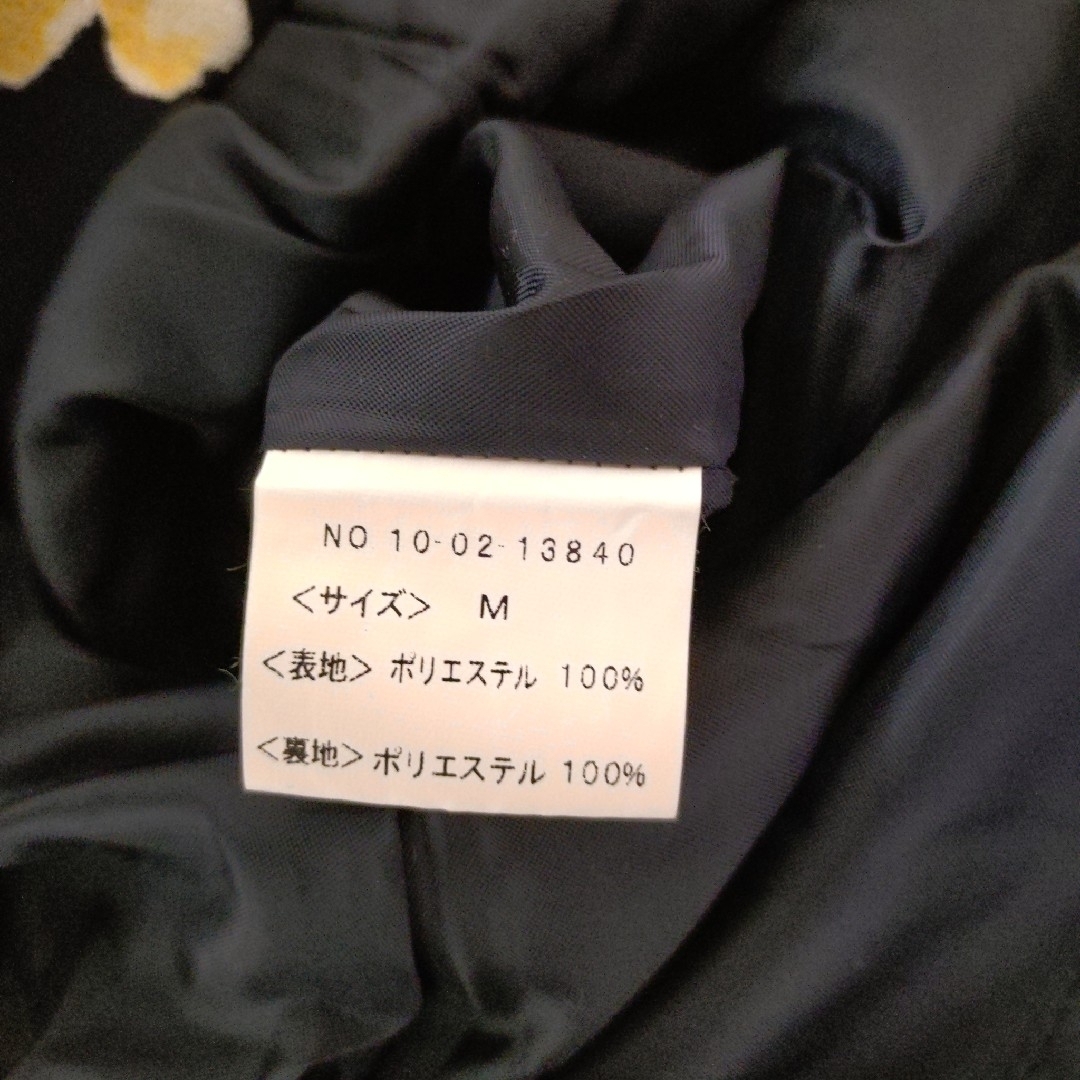 NO 10-02-13840
<サイズ> M
<表地> ポリエステル 100%
<裏地> ポリエステル 100%